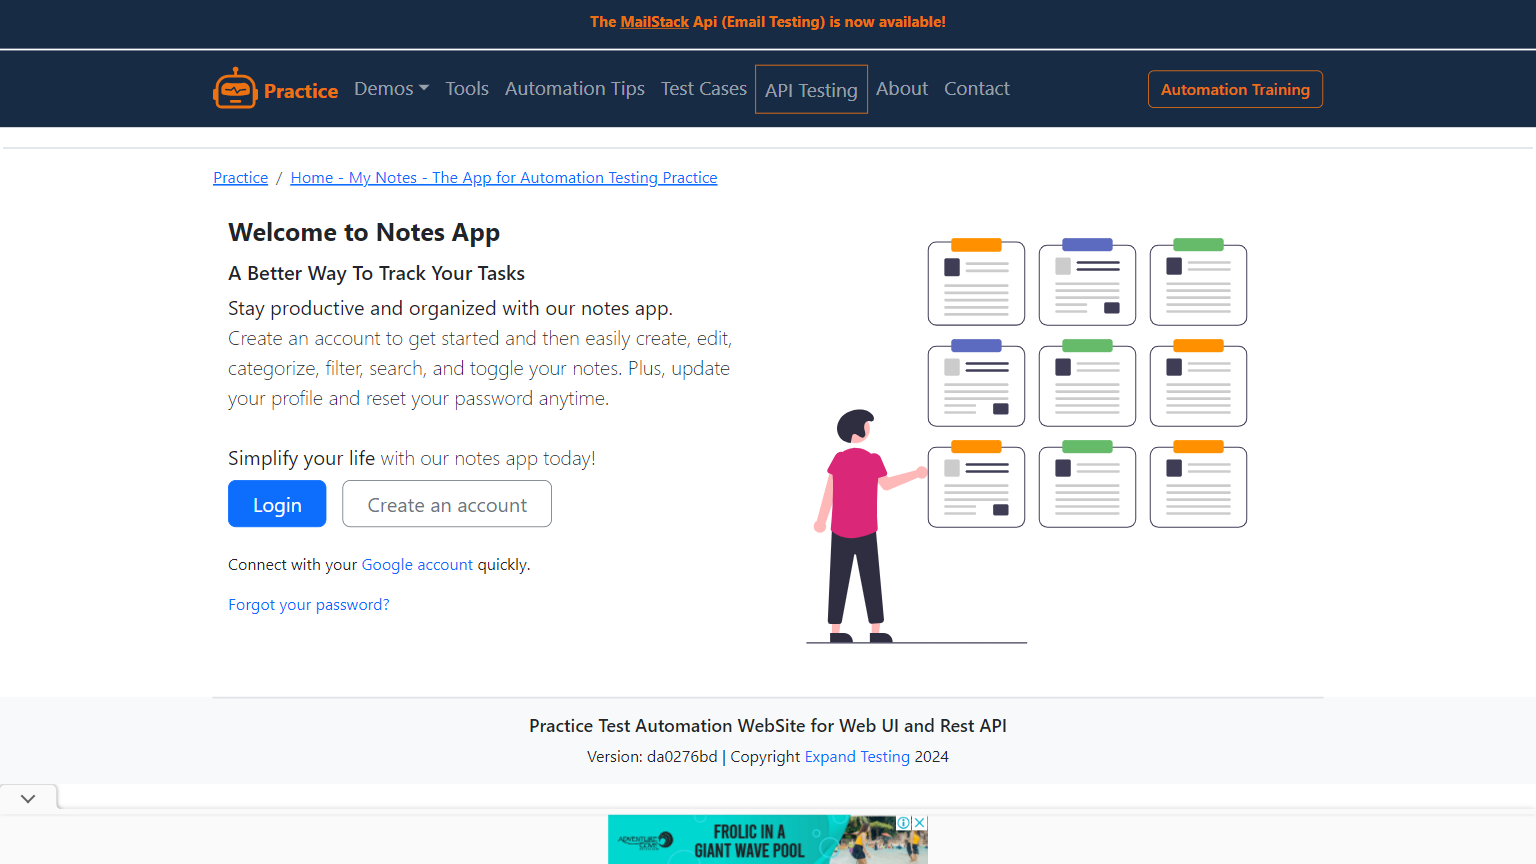 The MailStack Api (Email Testing) is now available!
Practice
Demos
Tools
Automation Tips
Test Cases
API Testing
About
Contact
Automation Training
Practice / Home - My Notes - The App for Automation Testing Practice
Welcome to Notes App
A Better Way To Track Your Tasks
Stay productive and organized with our notes app.
Create an account to get started and then easily create, edit,
categorize, filter, search, and toggle your notes. Plus, update
your profile and reset your password anytime.
Simplify your life with our notes app today!
Login
Create an account
Connect with your Google account quickly.
Forgot your password?
Practice Test Automation WebSite for Web UI and Rest API
Version: da0276bd | Copyright Expand Testing 2024
FROLIC IN A
GIANT WAVE POOL